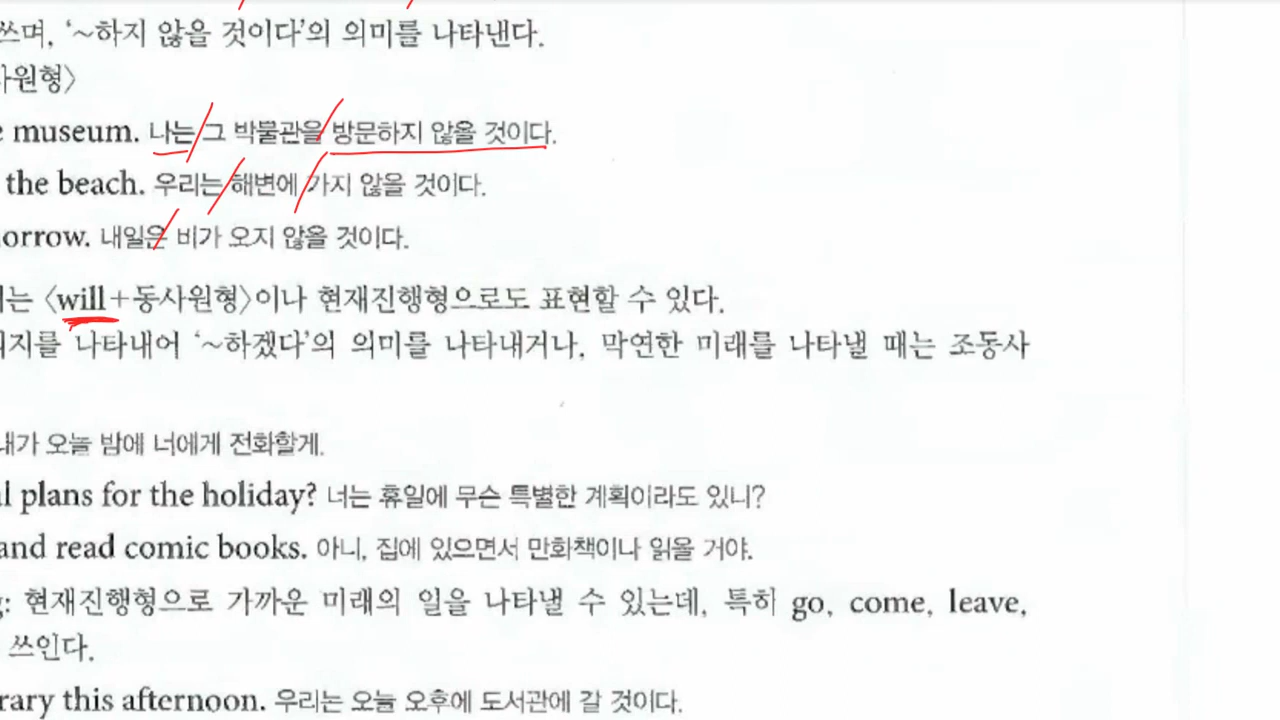 쓰며, '~하지 않을 것이다'의 의미를 나타낸다.
사원형〉
museum. 나는 그 박물관을 방문하지 않을 것이다.
the beach. 우리는 해변에 가지 않을 것이다.
orrow. 내일은 비가 오지 않을 것이다.
는 〈will+동사원형〉이나 현재진행형으로도 표현할 수 있다.
의지를 나타내어 '~하겠다'의 의미를 나타내거나, 막연한 미래를 나타낼 때는 조동사
내가 오늘 밤에 너에게 전화할게.
plans for the holiday? 너는 휴일에 무슨 특별한 계획이라도 있니?
and read comic books. 아니, 집에 있으면서 만화책이나 읽을 거야.
: 현재진행형으로 가까운 미래의 일을 나타낼 수 있는데, 특히 go, come, leave,
쓰인다.
rary this afternoon. 우리는 오늘 오후에 도서관에 갈 것이다.